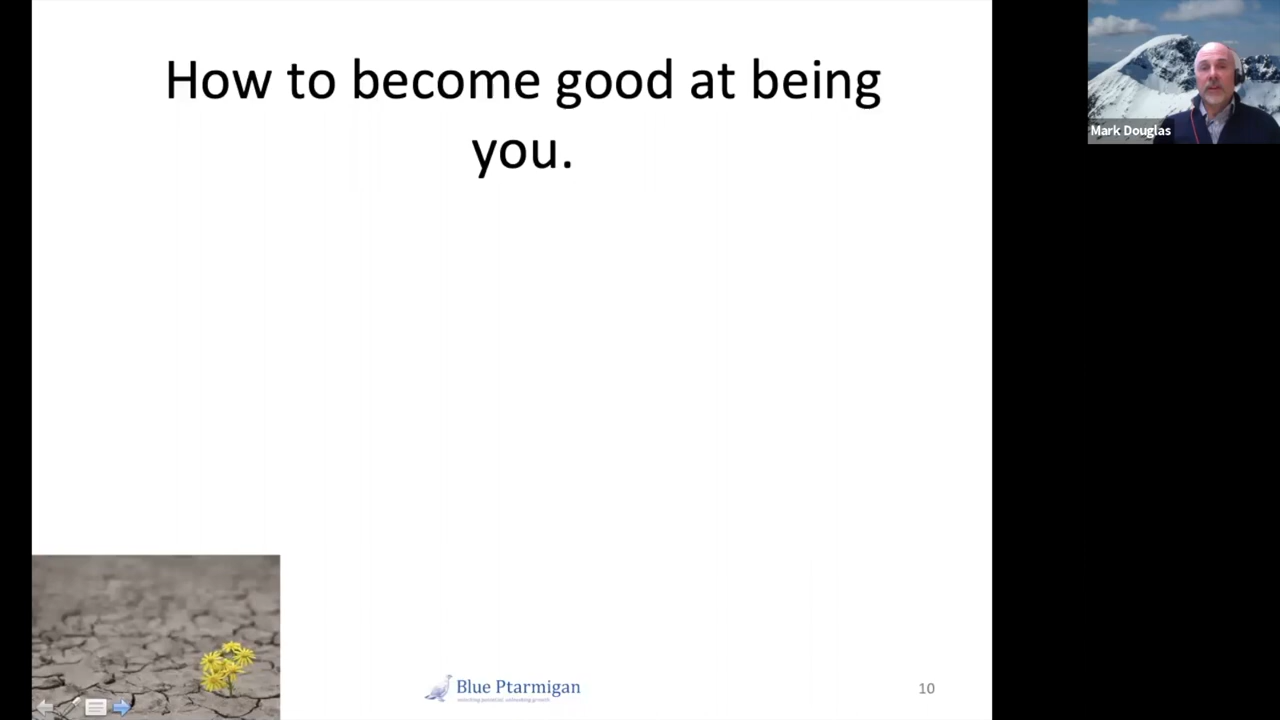 How to become good at being
you.
Mark Douglas
Blue Ptarmigan
10